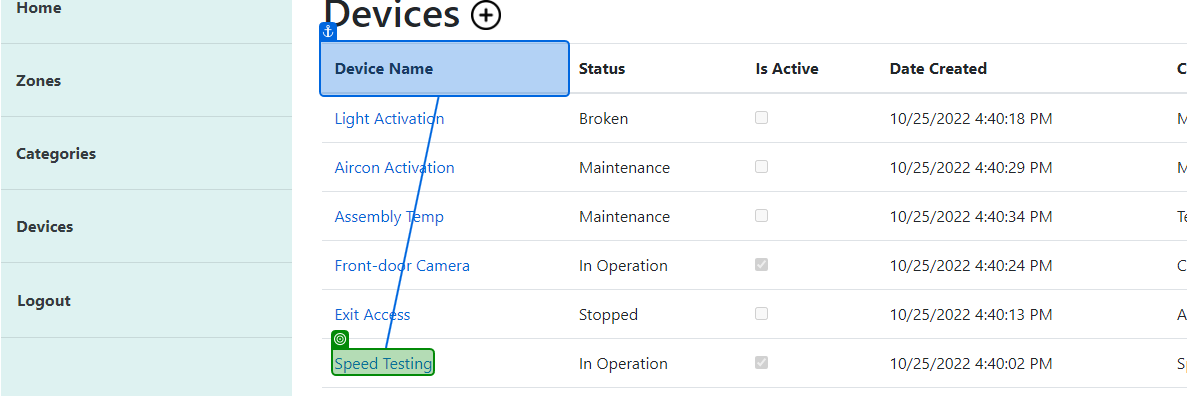 Home
Devices
Device Name Status Is Active Date Created C
Zones
Light Activation Broken 10/25/2022 4:40:18 PM M
Categories
Aircon Activation Maintenance 10/25/2022 4:40:29 PM M
Assembly Temp Maintenance 10/25/2022 4:40:34 PM Te
Devices
Front-door Camera In Operation 10/25/2022 4:40:24 PM C
Logout
Exit Access Stopped 10/25/2022 4:40:13 PM A
Speed Testing In Operation 10/25/2022 4:40:02 PM Sp